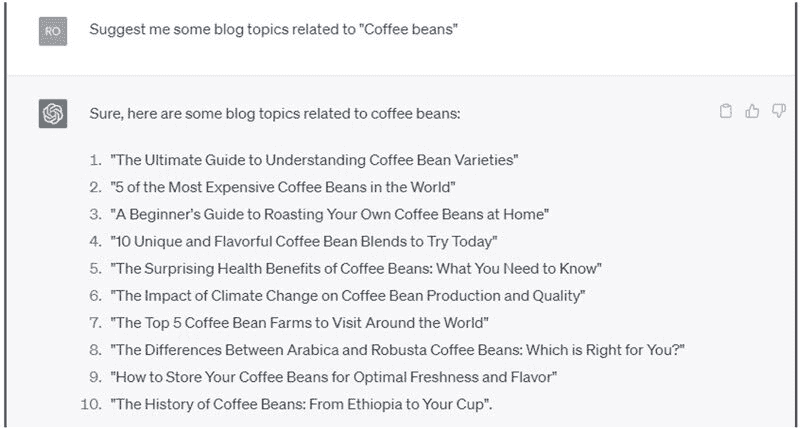 RO
Suggest me some blog topics related to "Coffee beans"
Sure, here are some blog topics related to coffee beans:
1. "The Ultimate Guide to Understanding Coffee Bean Varieties"
2. "5 of the Most Expensive Coffee Beans in the World"
3. "A Beginner's Guide to Roasting Your Own Coffee Beans at Home"
4. "10 Unique and Flavorful Coffee Bean Blends to Try Today"
5. "The Surprising Health Benefits of Coffee Beans: What You Need to Know"
6. "The Impact of Climate Change on Coffee Bean Production and Quality"
7. "The Top 5 Coffee Bean Farms to Visit Around the World"
8. "The Differences Between Arabica and Robusta Coffee Beans: Which is Right for You?"
9. "How to Store Your Coffee Beans for Optimal Freshness and Flavor"
10. "The History of Coffee Beans: From Ethiopia to Your Cup".